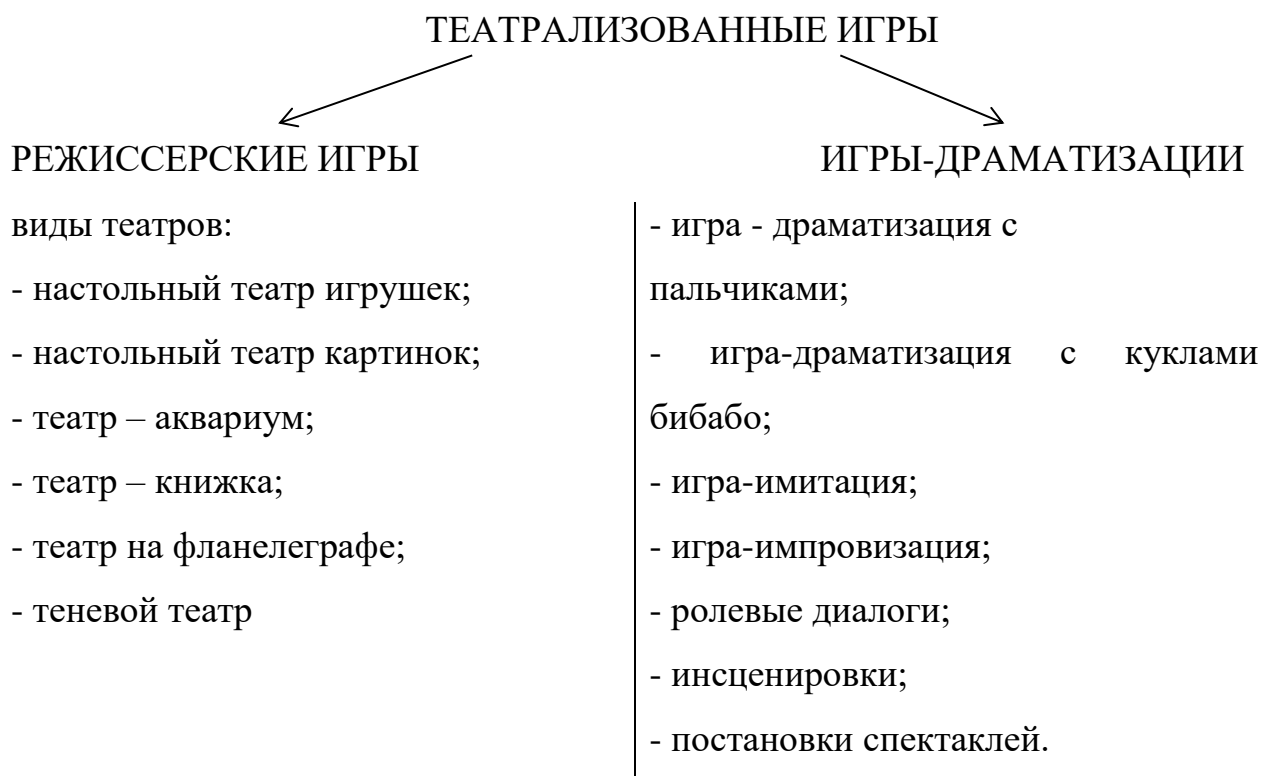 ТЕАТРАЛИЗОВАННЫЕ ИГРЫ
РЕЖИССЕРСКИЕ ИГРЫ
виды театров:
- настольный театр игрушек;
- настольный театр картинок;
- театр – аквариум;
- театр – книжка;
- театр на фланелеграфе;
- теневой театр
ИГРЫ-ДРАМАТИЗАЦИИ
- игра - драматизация с
пальчиками;
- игра-драматизация с куклами
бибабо;
- игра-имитация;
- игра-импровизация;
- ролевые диалоги;
- инсценировки;
- постановки спектаклей.